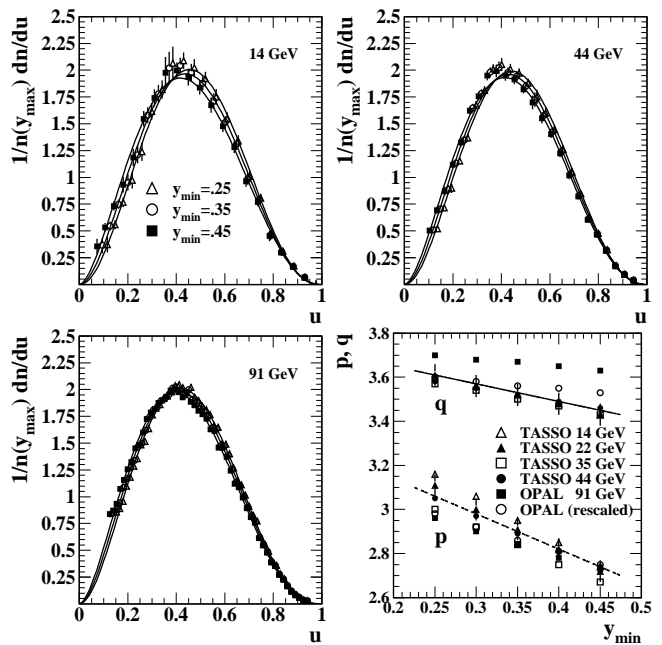 1/n(y_max) dn/du
2.5
2.25
2
1.75
1.5
1.25
1
0.75
0.5
0.25
14 GeV
y_min=.25
y_min=.35
y_min=.45
0 0.2 0.4 0.6 0.8 1
u
1/n(y_max) dn/du
2.5
2.25
2
1.75
1.5
1.25
1
0.75
0.5
0.25
44 GeV
0 0.2 0.4 0.6 0.8 1
u
1/n(y_max) dn/du
2.5
2.25
2
1.75
1.5
1.25
1
0.75
0.5
0.25
91 GeV
0 0.2 0.4 0.6 0.8 1
u
p, q
3.8
3.6
3.4
3.2
3
2.8
2.6
q
TASSO 14 GeV
TASSO 22 GeV
TASSO 35 GeV
TASSO 44 GeV
OPAL 91 GeV
OPAL (rescaled)
p
0.2 0.25 0.3 0.35 0.4 0.45 0.5
y_min